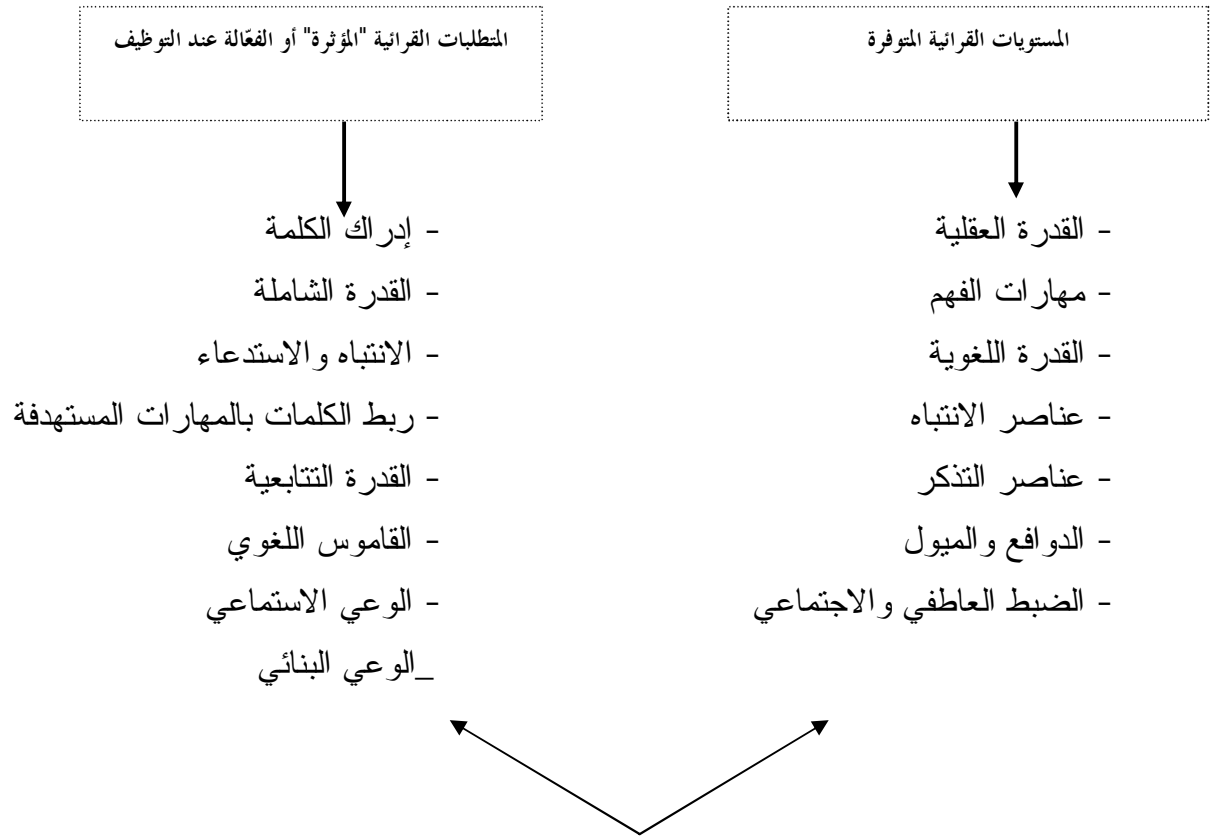 المستويات القرائية المتوفرة
- القدرة العقلية
- مهارات الفهم
- القدرة اللغوية
- عناصر الانتباه
- عناصر التذكر
- الدوافع والميول
- الضبط العاطفي والاجتماعي
المتطلبات القرائية "المؤثرة" أو الفعّالة عند التوظيف
- إدراك الكلمة
- القدرة الشاملة
- الانتباه والاستدعاء
- ربط الكلمات بالمهارات المستهدفة
- القدرة التتابعية
- القاموس اللغوي
- الوعي الاستماعي
_الوعي البنائي